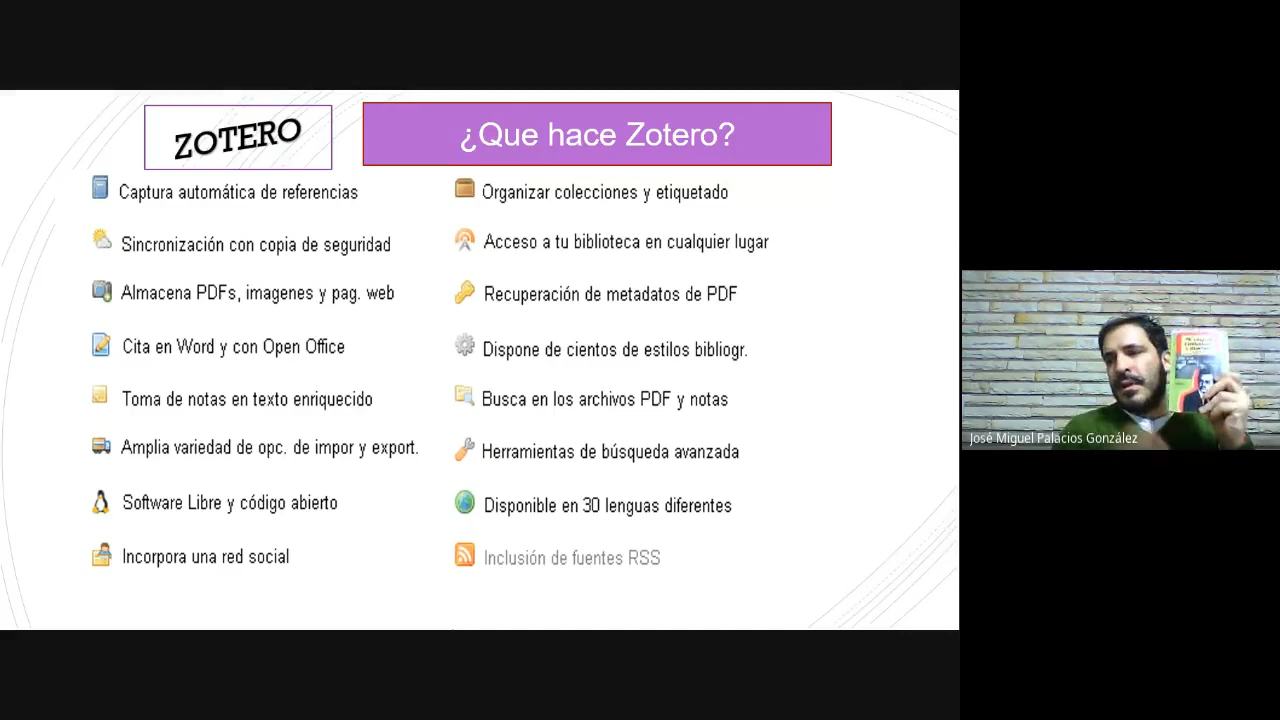 ZOTERO
¿Que hace Zotero?
Captura automática de referencias
Organizar colecciones y etiquetado
Sincronización con copia de seguridad
Acceso a tu biblioteca en cualquier lugar
Almacena PDFs, imagenes y pag. web
Recuperación de metadatos de PDF
Cita en Word y con Open Office
Dispone de cientos de estilos bibliogr.
Toma de notas en texto enriquecido
Busca en los archivos PDF y notas
Amplia variedad de opc. de impor y export.
Herramientas de búsqueda avanzada
Software Libre y código abierto
Disponible en 30 lenguas diferentes
Incorpora una red social
Inclusión de fuentes RSS
José Miguel Palacios González